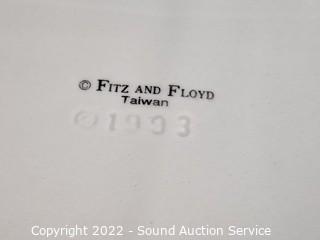 © FITZ AND FLOYD
Taiwan
©1993
Copyright 2022 - Sound Auction Service